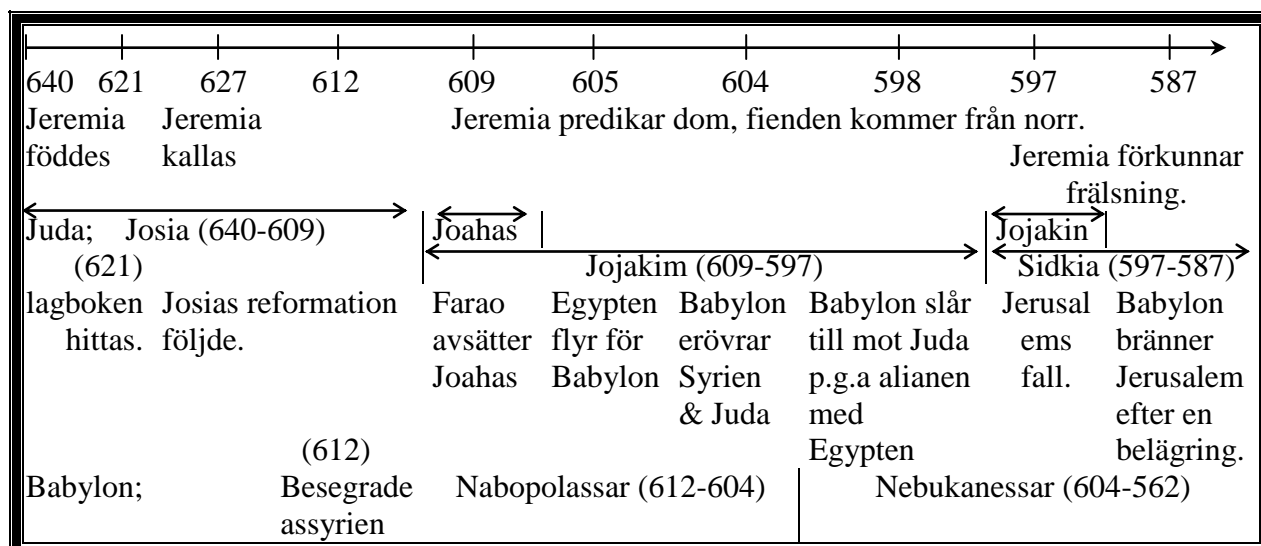 640 621 627 612 609 605 604 598 597 587
Jeremia Jeremia Jeremia predikar dom, fienden kommer från norr.
föddes kallas Jeremia förkunnar
frälsning.
Juda; Josia (640-609) Joahas Jojakin
(621) Jojakim (609-597) Sidkia (597-587)
lagboken Josias reformation Farao Egypten Babylon Babylon slår Jerusal Babylon
hittas. följde. avsätter flyr för erövrar till mot Juda ems bränner
Joahas Babylon Syrien p.g.a alianen fall. Jerusalem
& Juda med efter en
(612) Egypten belägring.
Babylon; Besegrade Nabopolassar (612-604) Nebukanessar (604-562)
assyrien